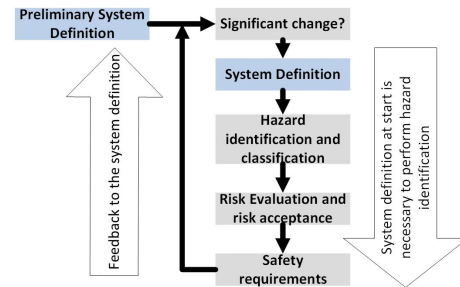 Preliminary System
Definition
Significant change?
System Definition
Hazard
identification and
classification
Risk Evaluation and
risk acceptance
Safety
requirements
Feedback to the system definition
System definition at start is
necessary to perform hazard
identification